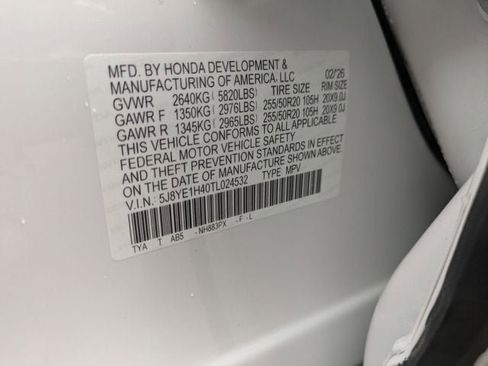 MFD. BY HONDA DEVELOPMENT & 02/26
MANUFACTURING OF AMERICA, LLC
GVWR 2640KG ( 5820LBS) TIRE SIZE RIM SIZE
GAWR F 1350KG ( 2976LBS) 255/50R20 105H 20X9.0J
GAWR R 1345KG ( 2965LBS) 255/50R20 105H 20X9.0J
THIS VEHICLE CONFORMS TO ALL APPLICABLE
FEDERAL MOTOR VEHICLE SAFETY
AND THEFT PREVENTION STANDARDS IN EFFECT
ON THE DATE OF MANUFACTURE SHOWN ABOVE.
V.I.N.: 5J8YE1H40TL024532 TYPE MPV
TYA T AB5 -NH883PX -F -L